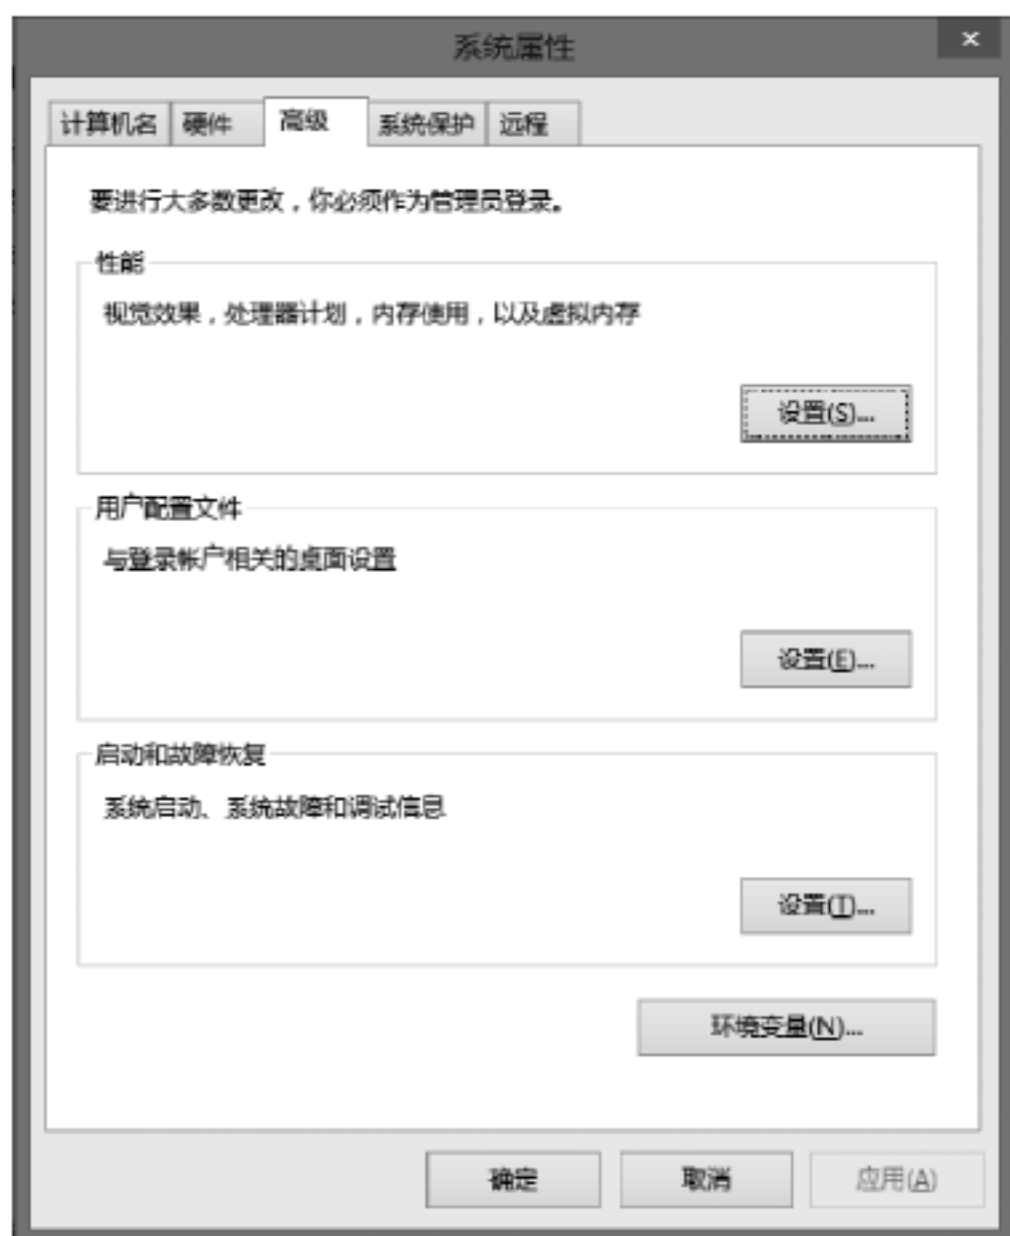 系统属性
计算机名 硬件 高级 系统保护 远程
要进行大多数更改，你必须作为管理员登录。
性能
视觉效果，处理器计划，内存使用，以及虚拟内存
设置(S)...
用户配置文件
与登录帐户相关的桌面设置
设置(E)...
启动和故障恢复
系统启动、系统故障和调试信息
设置(T)...
环境变量(N)...
确定 取消 应用(A)